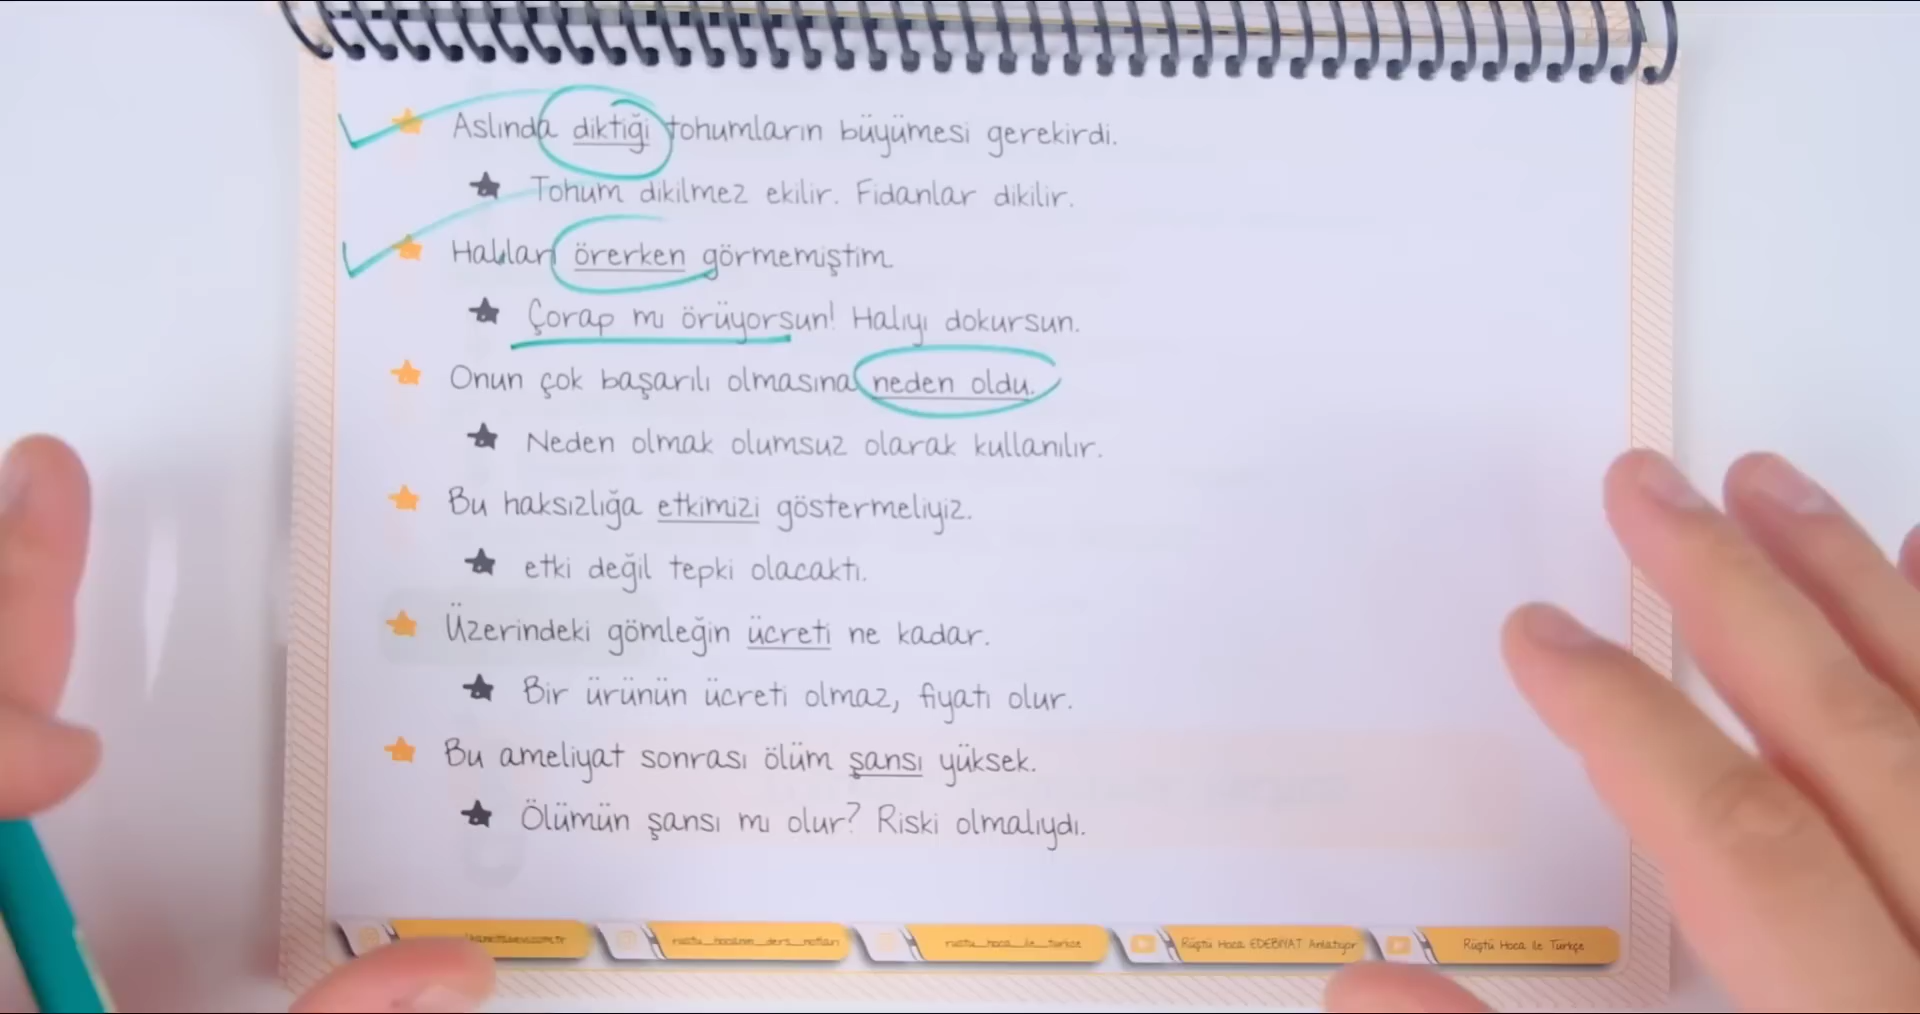 Aslında diktiği tohumların büyümesi gerekirdi.
Tohum dikilmez ekilir. Fidanlar dikilir.
Halıları örerken görmemiştim
Çorap mı örüyorsun! Halıyı dokursun.
Onun çok başarılı olmasına neden oldu.
Neden olmak olumsuz olarak kullanılır.
Bu haksızlığa etkimizi göstermeliyiz.
etki değil tepki olacaktı.
Üzerindeki gömleğin ücreti ne kadar.
Bir ürünün ücreti olmaz, fiyatı olur.
Bu ameliyat sonrası ölüm şansı yüksek.
Ölümün şansı mı olur? Riski olmalıydı.
rustu_hocanın_ders_notları
rustu_hoca_ile_turkce
Rüştü Hoca EDEBİYAT Anlatıyor
Rüştü Hoca ile Türkçe